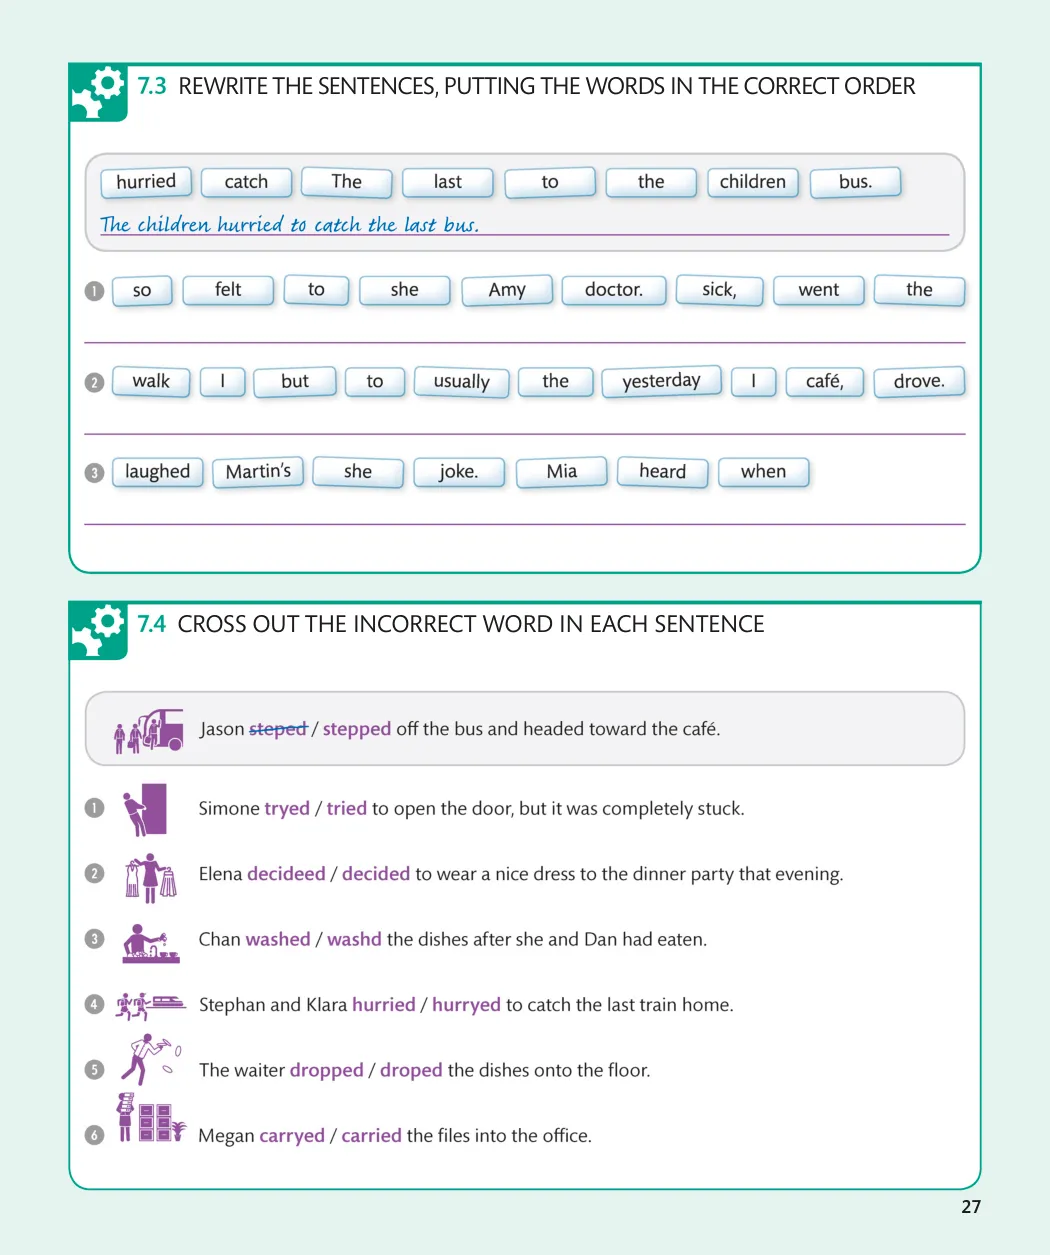 7.3 REWRITE THE SENTENCES, PUTTING THE WORDS IN THE CORRECT ORDER
hurried catch The last to the children bus.
The children hurried to catch the last bus.
1 so felt to she Amy doctor. sick, went the
2 walk I but to usually the yesterday I café, drove.
3 laughed Martin's she joke. Mia heard when
7.4 CROSS OUT THE INCORRECT WORD IN EACH SENTENCE
Jason steped / stepped off the bus and headed toward the café.
1 Simone tryed / tried to open the door, but it was completely stuck.
2 Elena decideed / decided to wear a nice dress to the dinner party that evening.
3 Chan washed / washd the dishes after she and Dan had eaten.
4 Stephan and Klara hurried / hurryed to catch the last train home.
5 The waiter dropped / droped the dishes onto the floor.
6 Megan carryed / carried the files into the office.
27